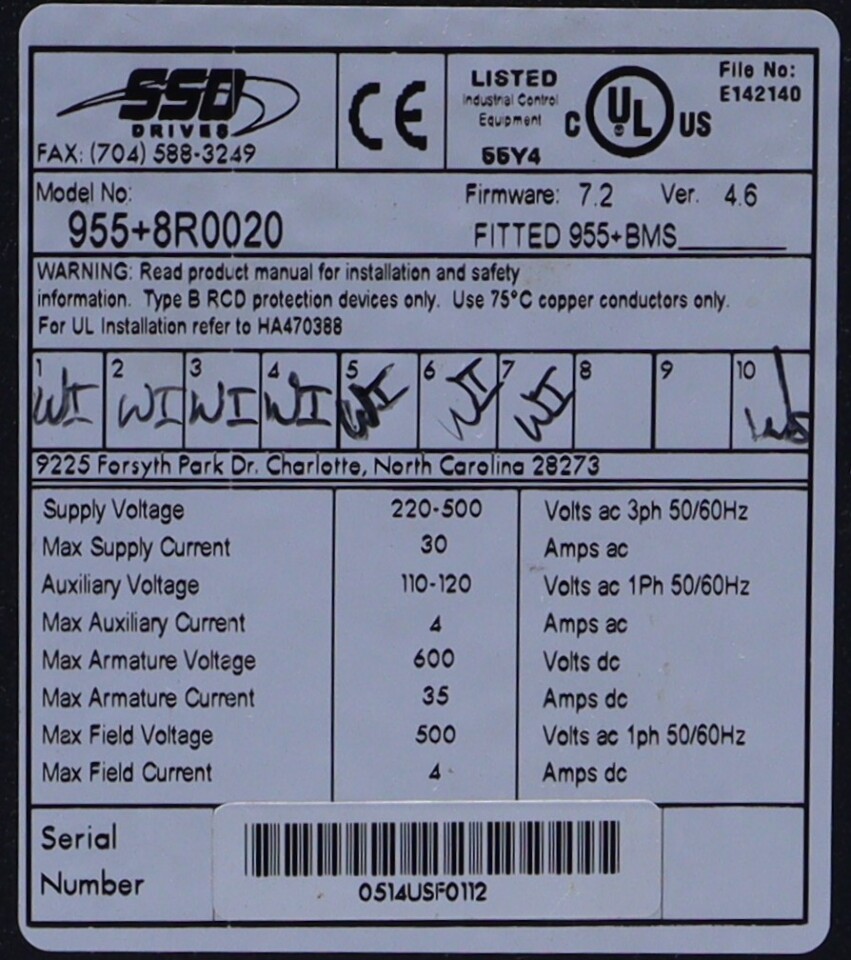 SSD
DRIVES
FAX: (704) 588-3249
CE
LISTED
Industrial Control
Equipment
55Y4
C UL US
File No:
E142140
Model No:
955+8R0020
Firmware: 7.2 Ver. 4.6
FITTED 955+BMS_______
WARNING: Read product manual for installation and safety
information. Type B RCD protection devices only. Use 75°C copper conductors only.
For UL Installation refer to HA470388
1 2 3 4 5 6 7 8 9 10
WI WI WI WI WI WI WI
9225 Forsyth Park Dr. Charlotte, North Carolina 28273
Supply Voltage 220-500 Volts ac 3ph 50/60Hz
Max Supply Current 30 Amps ac
Auxiliary Voltage 110-120 Volts ac 1Ph 50/60Hz
Max Auxiliary Current 4 Amps ac
Max Armature Voltage 600 Volts dc
Max Armature Current 35 Amps dc
Max Field Voltage 500 Volts ac 1ph 50/60Hz
Max Field Current 4 Amps dc
Serial
Number
0514USF0112